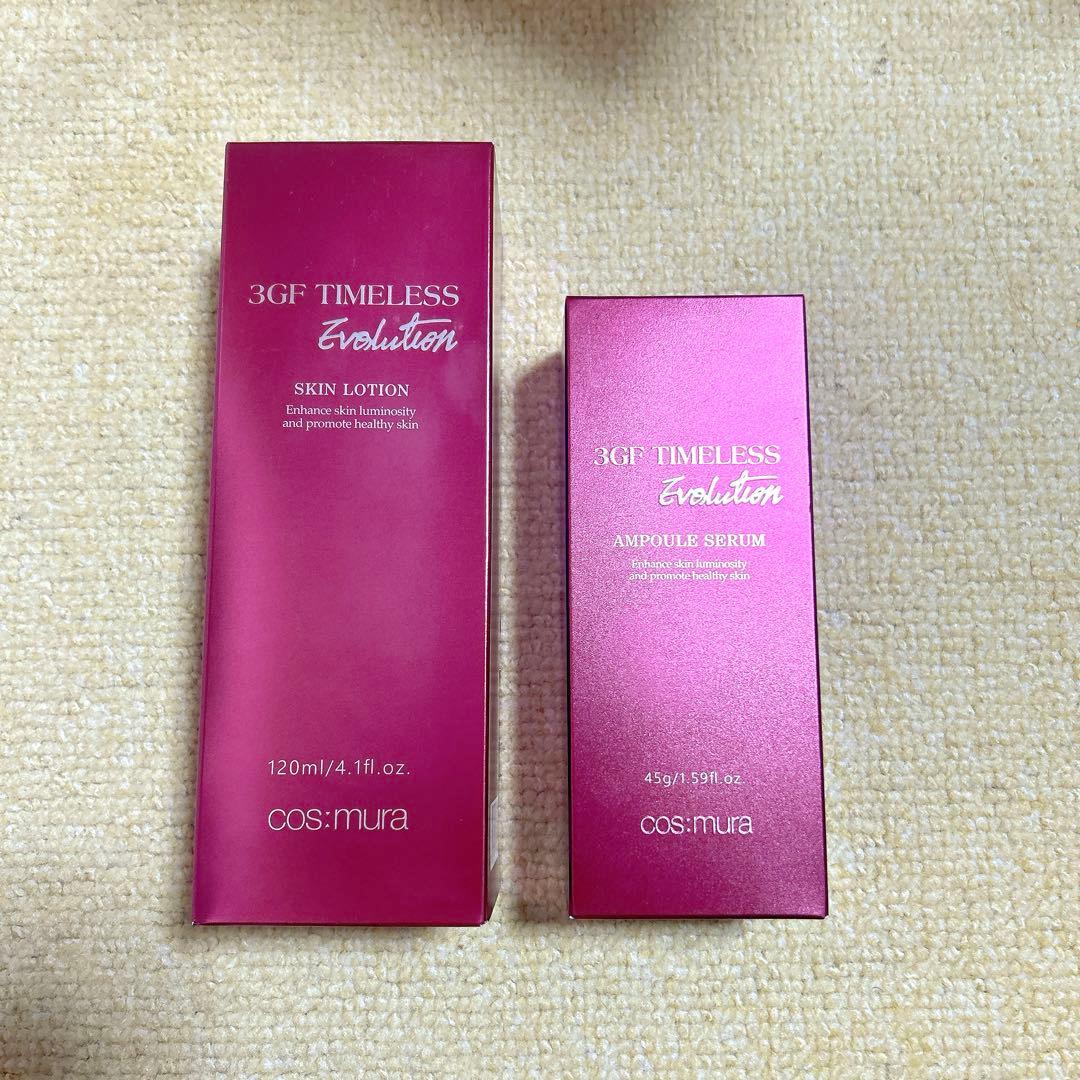 3GF TIMELESS
Evolution
SKIN LOTION
Enhance skin luminosity
and promote healthy skin
120ml/4.1fl.oz.
cos:mura
3GF TIMELESS
Evolution
AMPOULE SERUM
Enhance skin luminosity
and promote healthy skin
45g/1.59fl.oz.
cos:mura